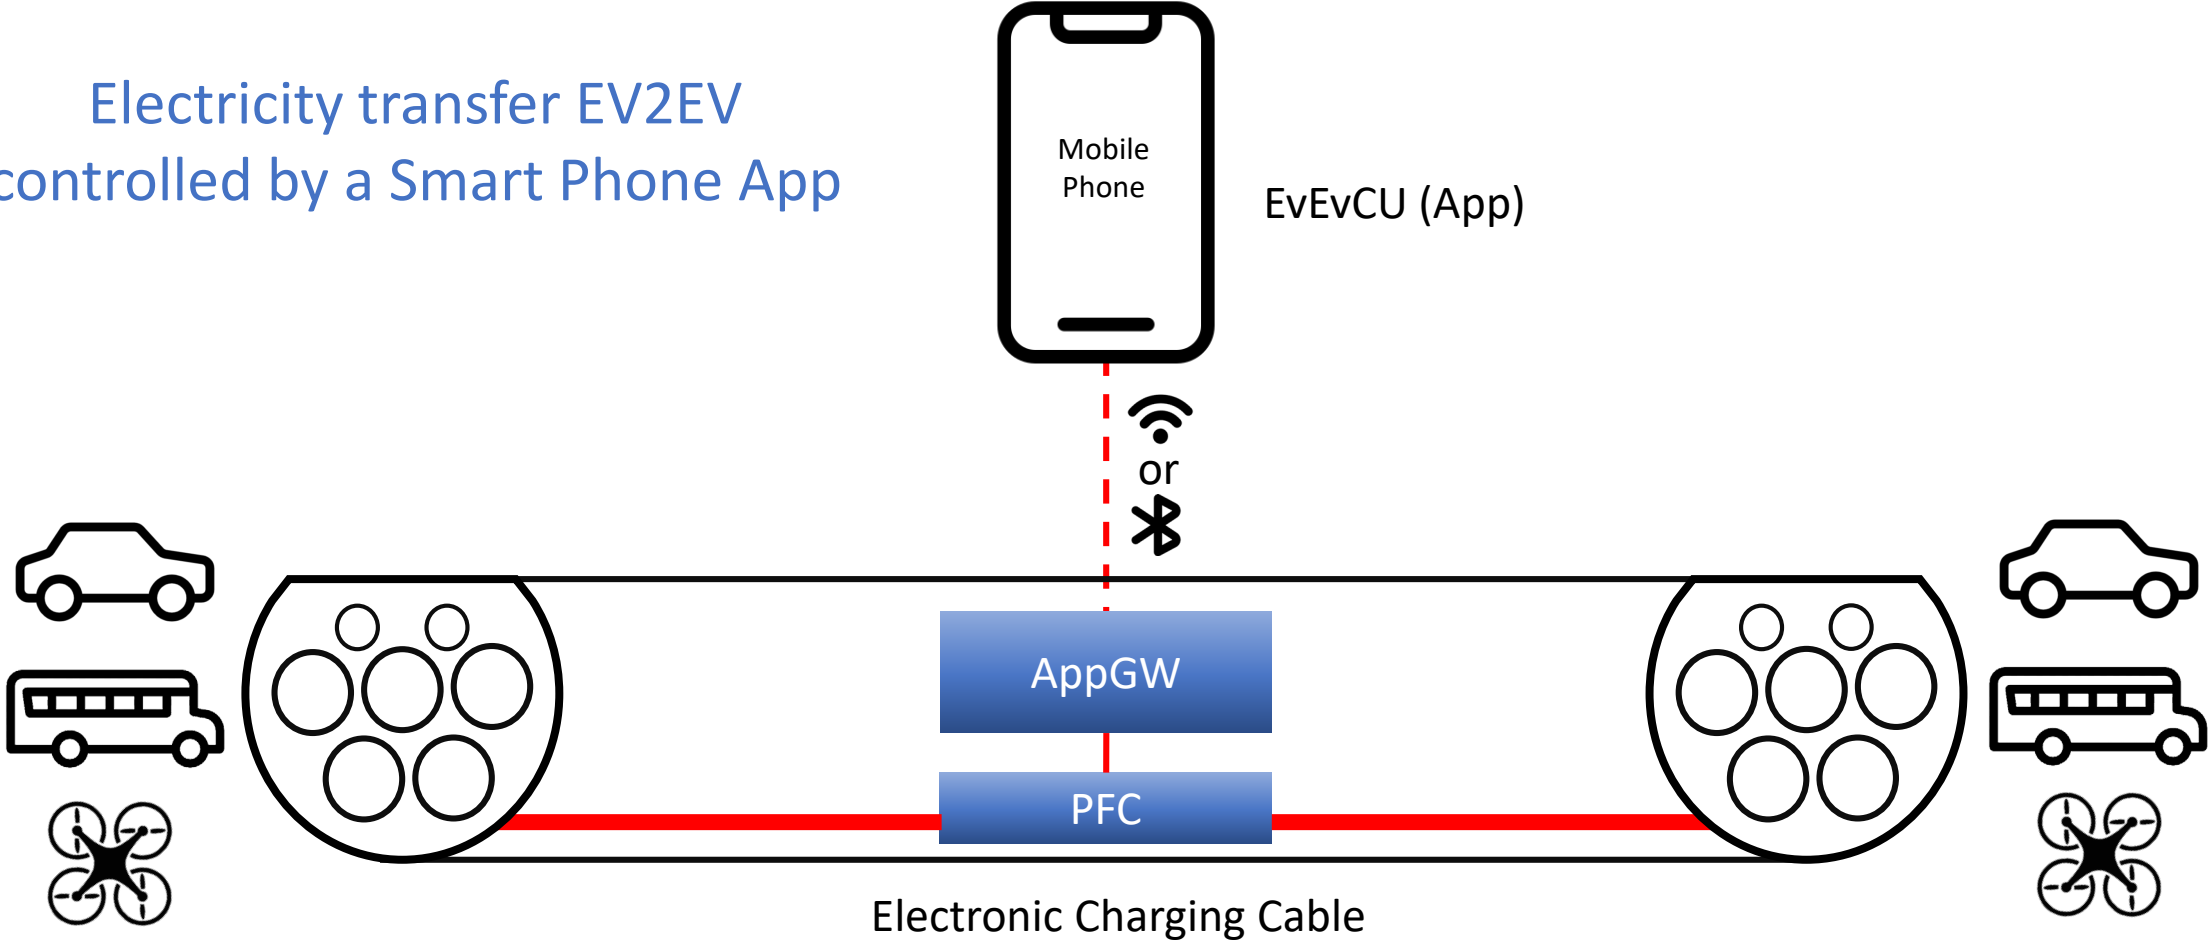 Electricity transfer EV2EV
controlled by a Smart Phone App
Mobile
Phone
EvEvCU (App)
or
AppGW
PFC
Electronic Charging Cable